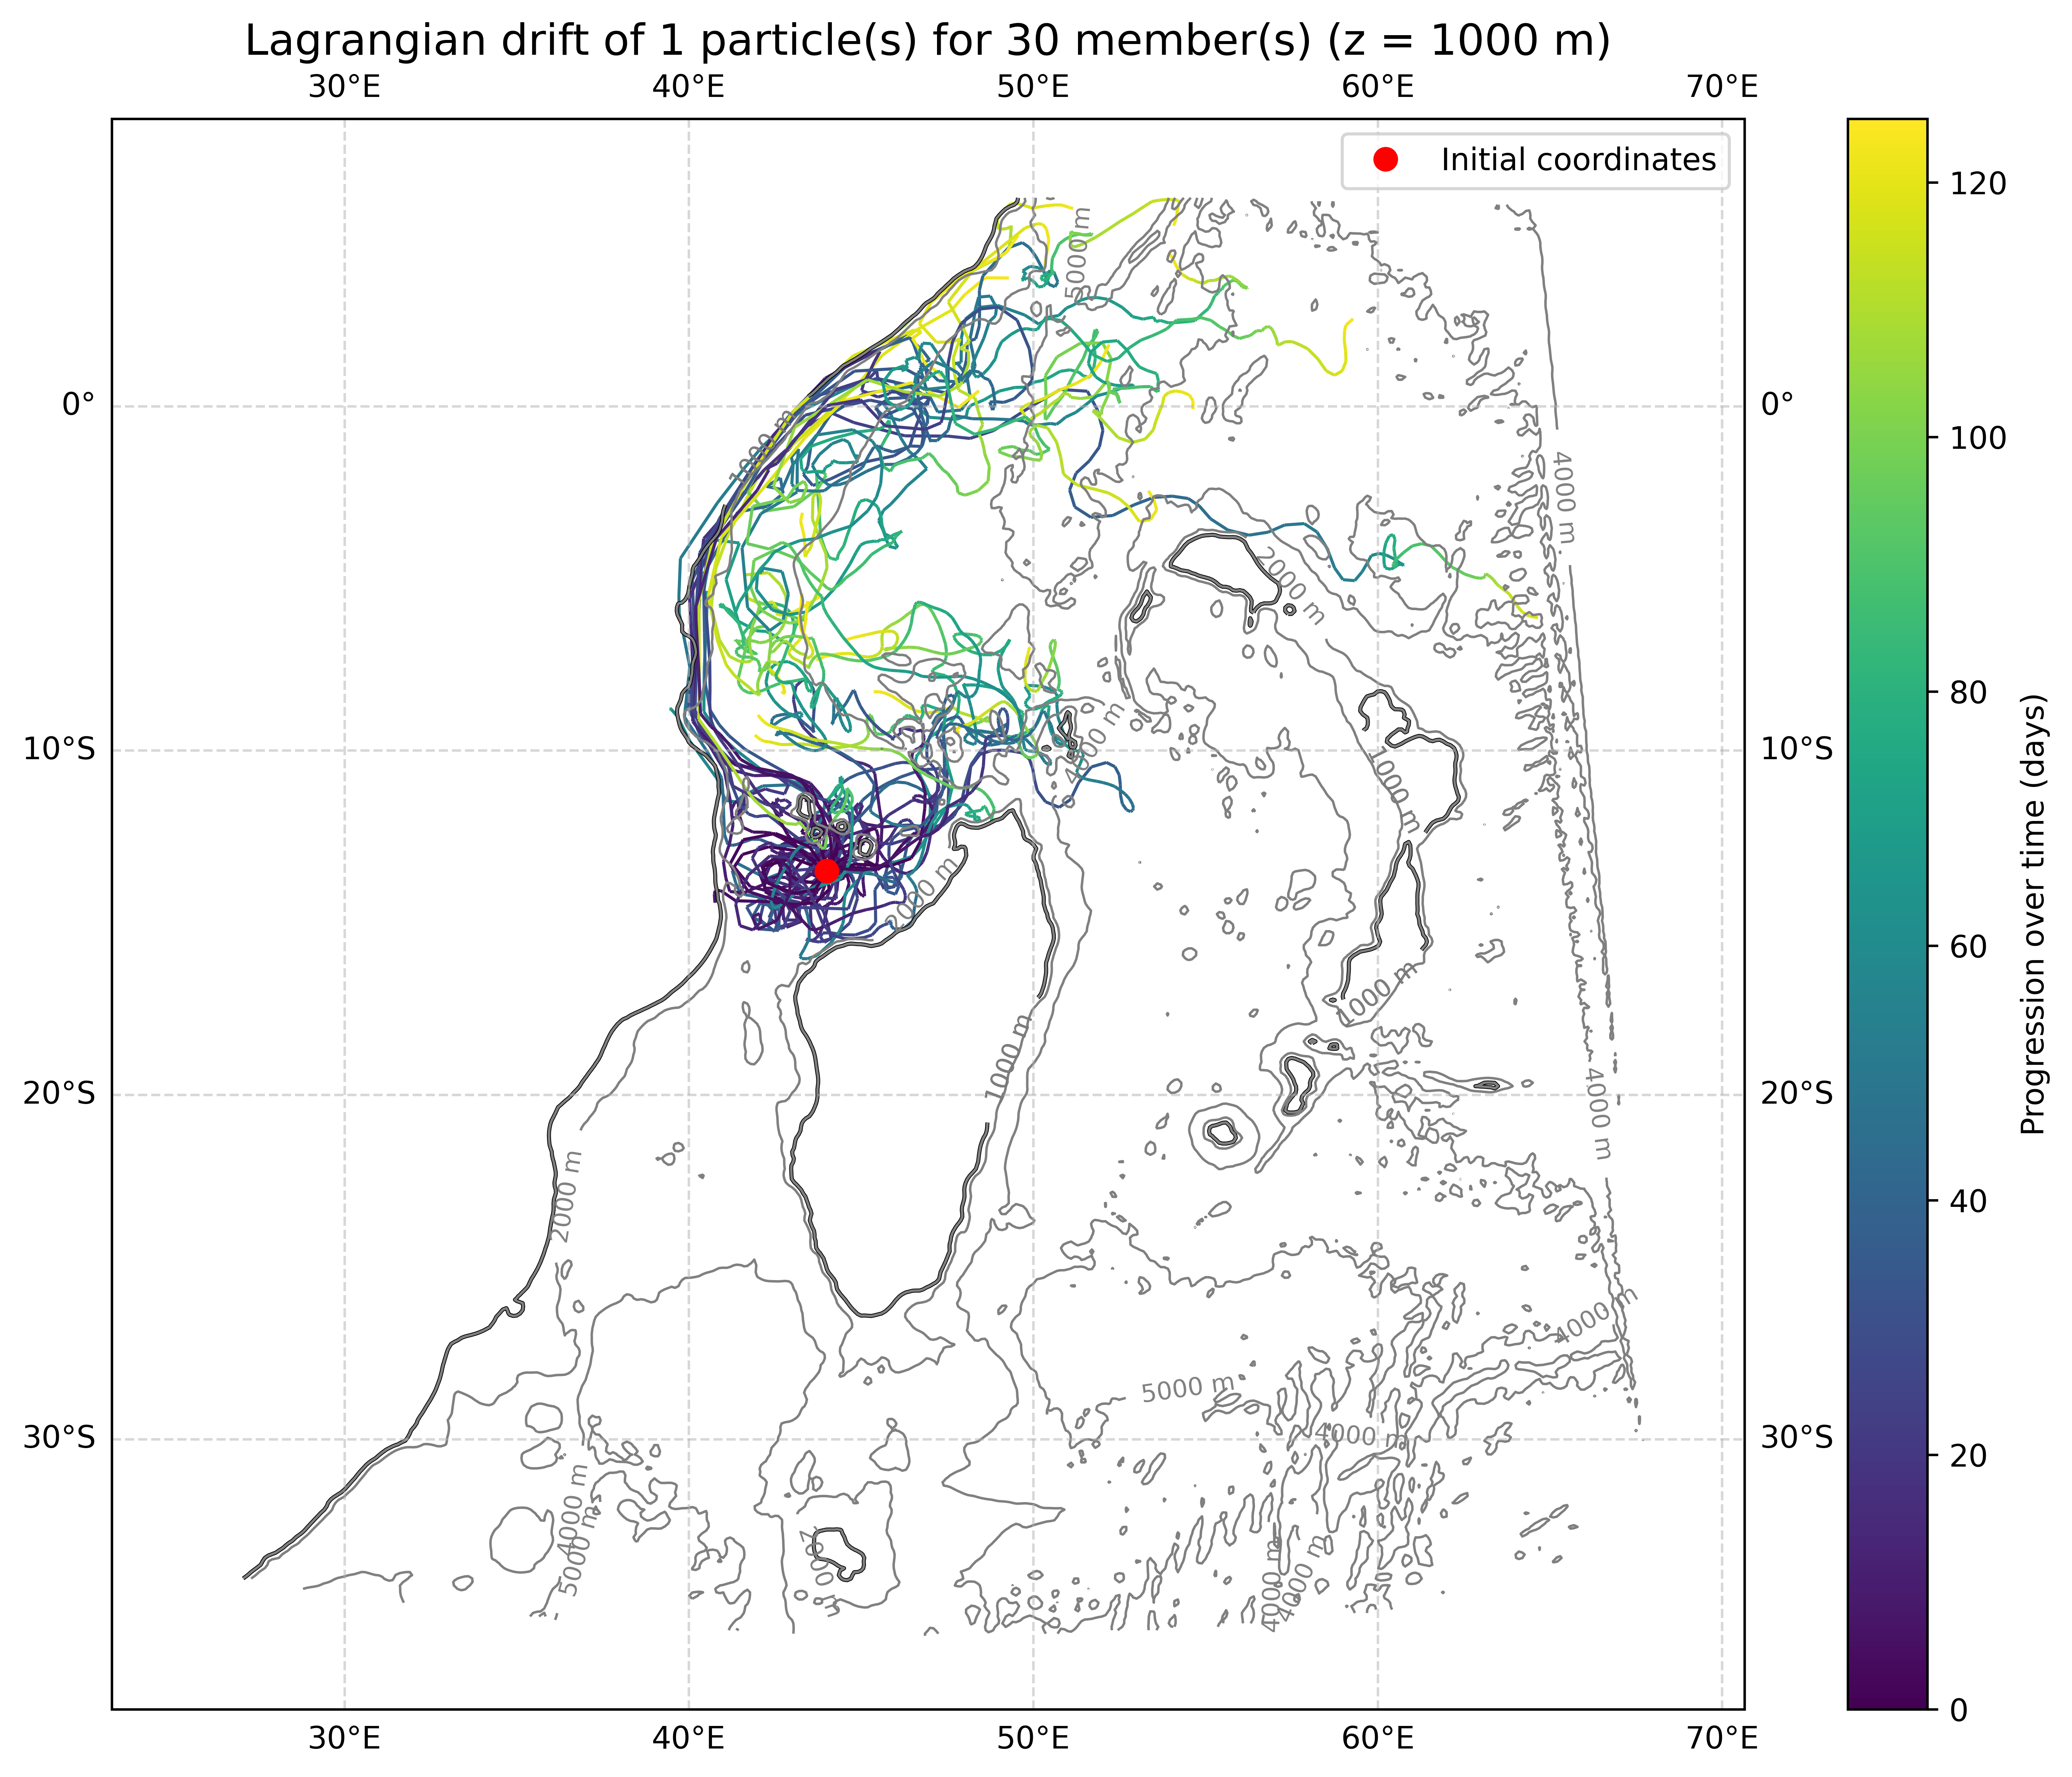 Lagrangian drift of 1 particle(s) for 30 member(s) (z = 1000 m)
30°E 40°E 50°E 60°E 70°E
Initial coordinates
5000 m
0° 0°
4000 m
2000 m
10°S 10°S
4000 m
1000 m
2000 m
1000 m
1000 m
20°S 20°S
4000 m
2000 m
4000 m
5000 m
4000 m
30°S 30°S
4000 m
5000 m
4000 m
4000 m
30°E 40°E 50°E 60°E 70°E
120
100
80
60
40
20
0
Progression over time (days)